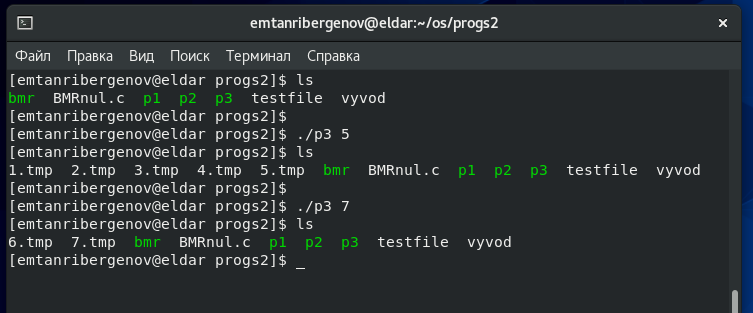 emtanribergenov@eldar:~/os/progs2
Файл Правка Вид Поиск Терминал Справка
[emtanribergenov@eldar progs2]$ ls
bmr BMRnul.c p1 p2 p3 testfile vyvod
[emtanribergenov@eldar progs2]$
[emtanribergenov@eldar progs2]$ ./p3 5
[emtanribergenov@eldar progs2]$ ls
1.tmp 2.tmp 3.tmp 4.tmp 5.tmp bmr BMRnul.c p1 p2 p3 testfile vyvod
[emtanribergenov@eldar progs2]$
[emtanribergenov@eldar progs2]$ ./p3 7
[emtanribergenov@eldar progs2]$ ls
6.tmp 7.tmp bmr BMRnul.c p1 p2 p3 testfile vyvod
[emtanribergenov@eldar progs2]$ _